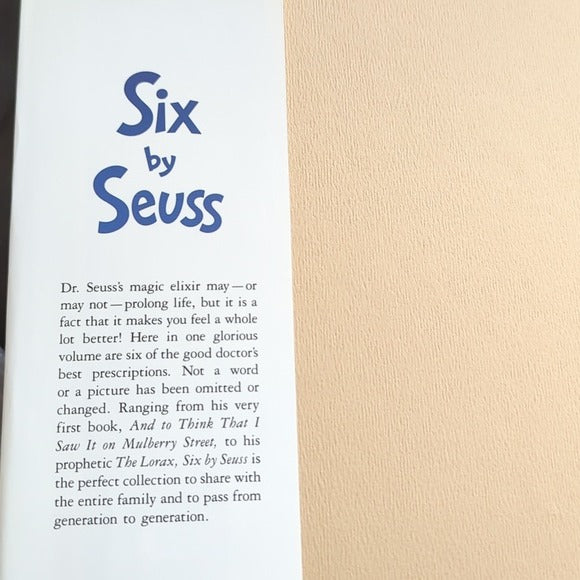 Six
by
Seuss
Dr. Seuss's magic elixir may—or
may not—prolong life, but it is a
fact that it makes you feel a whole
lot better! Here in one glorious
volume are six of the good doctor's
best prescriptions. Not a word
or a picture has been omitted or
changed. Ranging from his very
first book, And to Think That I
Saw It on Mulberry Street, to his
prophetic The Lorax, Six by Seuss is
the perfect collection to share with
the entire family and to pass from
generation to generation.